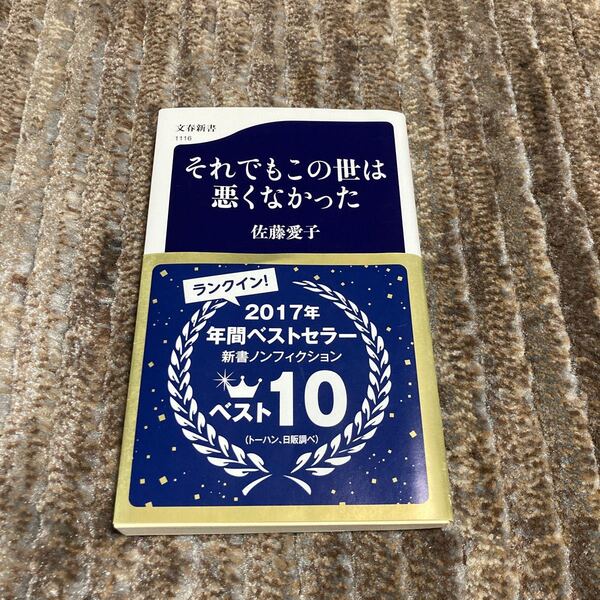 文春新書
1116
それでもこの世は
悪くなかった
佐藤愛子
ランクイン!
2017年
年間ベストセラー
新書ノンフィクション
ベスト10
(トーハン、日販調べ)